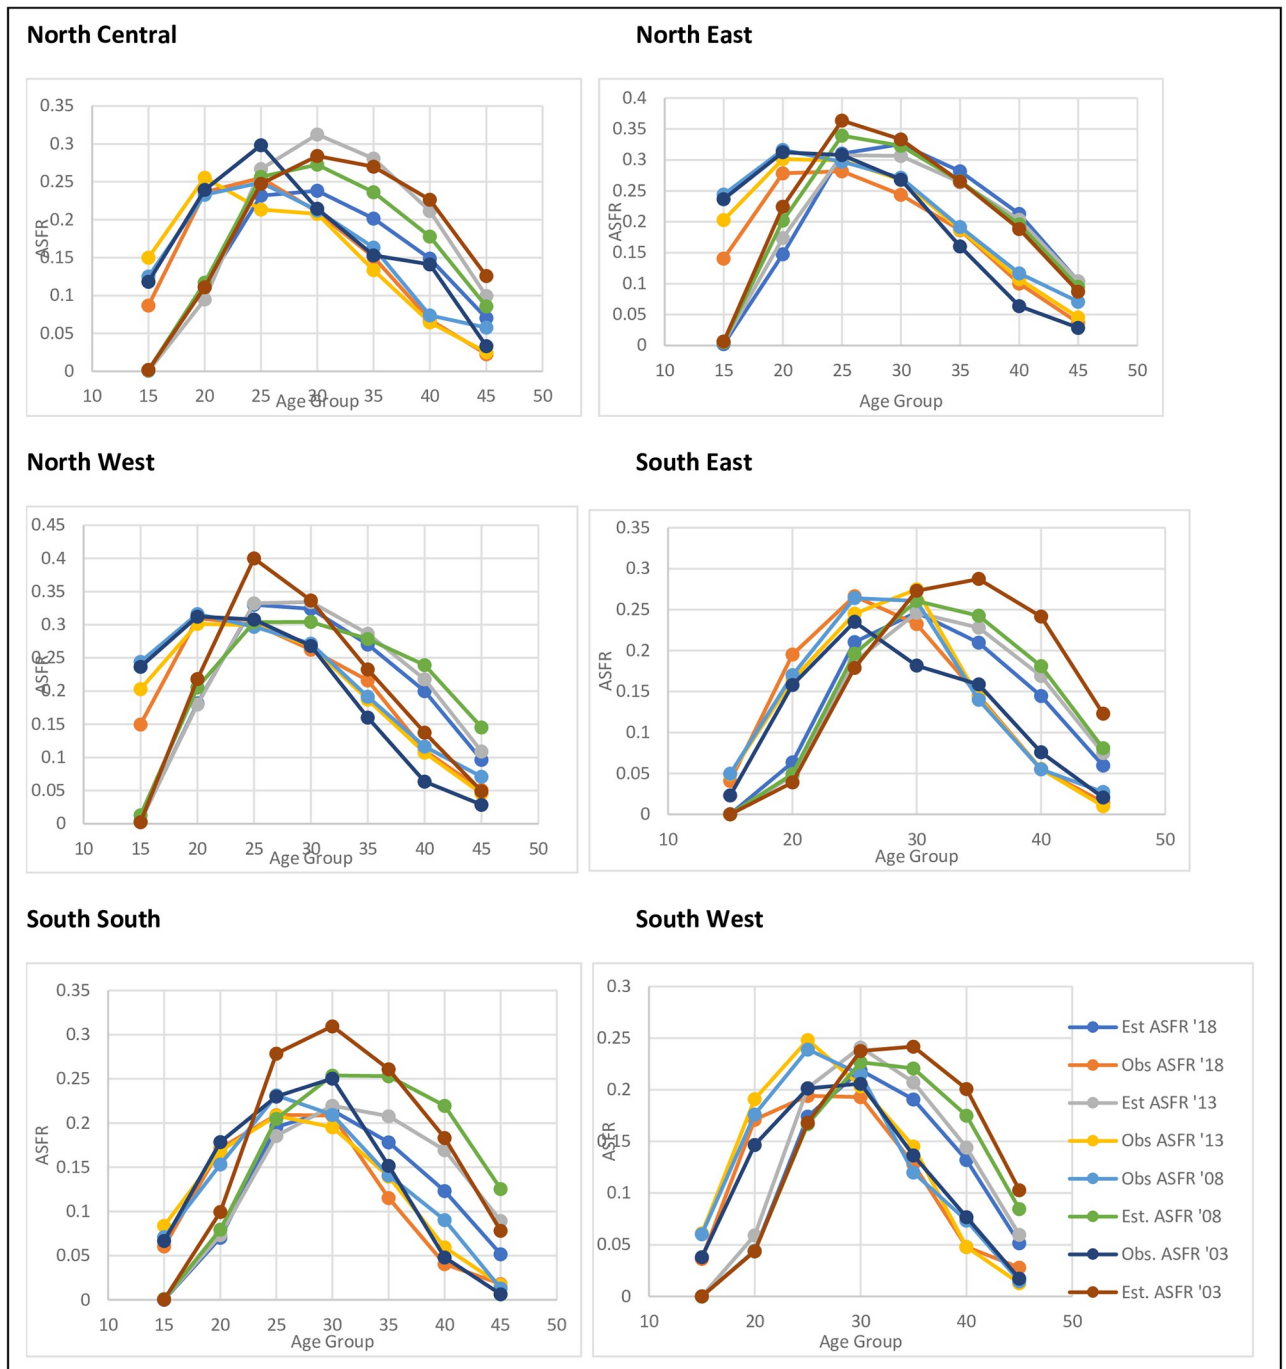 North Central
North East
0.35
0.3
0.25
0.2
0.15
0.1
0.05
0
ASFR
10 15 20 25 30 35 40 45 50
Age Group
0.4
0.35
0.3
0.25
0.2
0.15
0.1
0.05
0
ASFR
10 15 20 25 30 35 40 45 50
Age Group
North West
South East
0.45
0.4
0.35
0.3
0.25
0.2
0.15
0.1
0.05
0
ASFR
10 15 20 25 30 35 40 45 50
Age Group
0.35
0.3
0.25
0.2
0.15
0.1
0.05
0
ASFR
10 20 30 40 50
Age Group
South South
South West
0.35
0.3
0.25
0.2
0.15
0.1
0.05
0
ASFR
10 15 20 25 30 35 40 45 50
Age Group
0.3
0.25
0.2
0.15
0.1
0.05
0
ASFR
10 20 30 40 50
Age Group
Est ASFR '18
Obs ASFR '18
Est ASFR '13
Obs ASFR '13
Obs ASFR '08
Est. ASFR '08
Obs. ASFR '03
Est. ASFR '03